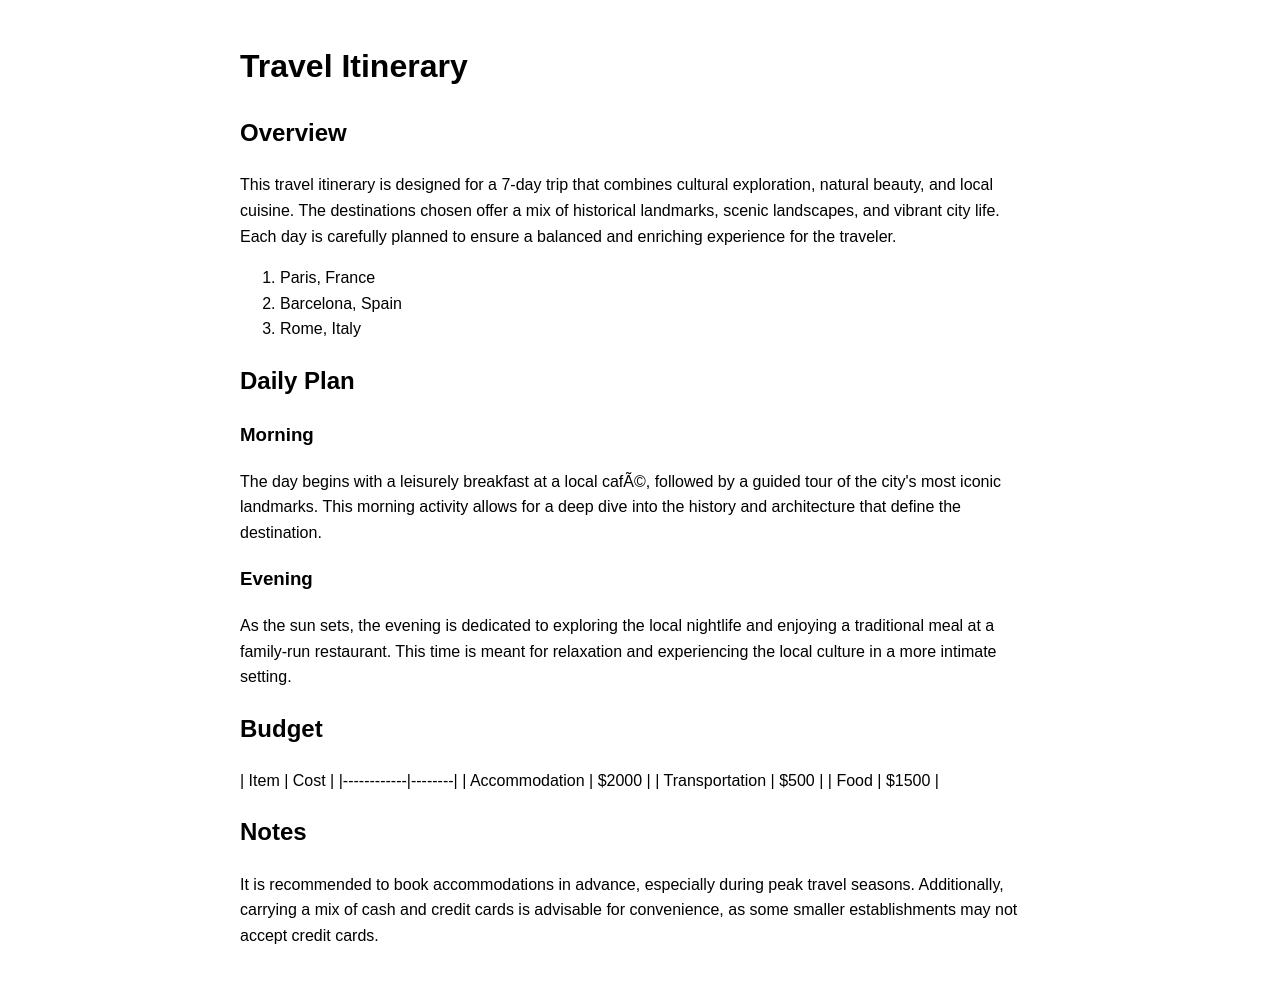 Travel Itinerary
Overview
This travel itinerary is designed for a 7-day trip that combines cultural exploration, natural beauty, and local
cuisine. The destinations chosen offer a mix of historical landmarks, scenic landscapes, and vibrant city life.
Each day is carefully planned to ensure a balanced and enriching experience for the traveler.
1. Paris, France
2. Barcelona, Spain
3. Rome, Italy
Daily Plan
Morning
The day begins with a leisurely breakfast at a local cafÃ©, followed by a guided tour of the city's most iconic
landmarks. This morning activity allows for a deep dive into the history and architecture that define the
destination.
Evening
As the sun sets, the evening is dedicated to exploring the local nightlife and enjoying a traditional meal at a
family-run restaurant. This time is meant for relaxation and experiencing the local culture in a more intimate
setting.
Budget
| Item | Cost | |------------|--------| | Accommodation | $2000 | | Transportation | $500 | | Food | $1500 |
Notes
It is recommended to book accommodations in advance, especially during peak travel seasons. Additionally,
carrying a mix of cash and credit cards is advisable for convenience, as some smaller establishments may not
accept credit cards.